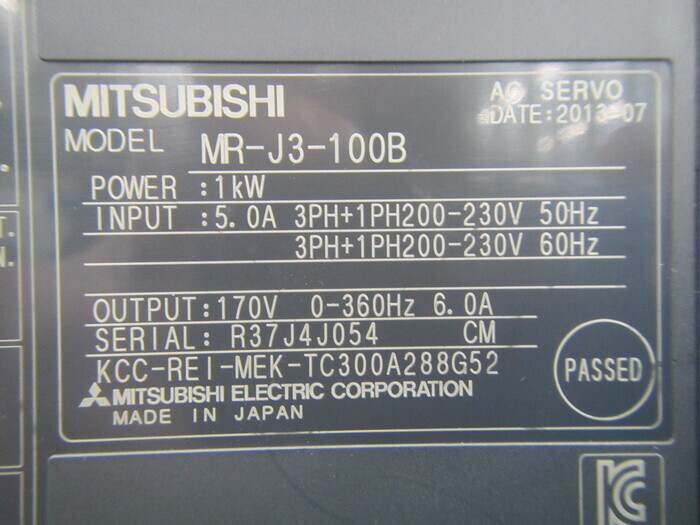 MITSUBISHI
AC SERVO
DATE:2013-07
MODEL MR-J3-100B
POWER :1kW
INPUT :5.0A 3PH+1PH200-230V 50Hz
3PH+1PH200-230V 60Hz
OUTPUT:170V 0-360Hz 6.0A
SERIAL: R37J4J054 CM
KCC-REI-MEK-TC300A288G52
MITSUBISHI ELECTRIC CORPORATION
MADE IN JAPAN
PASSED